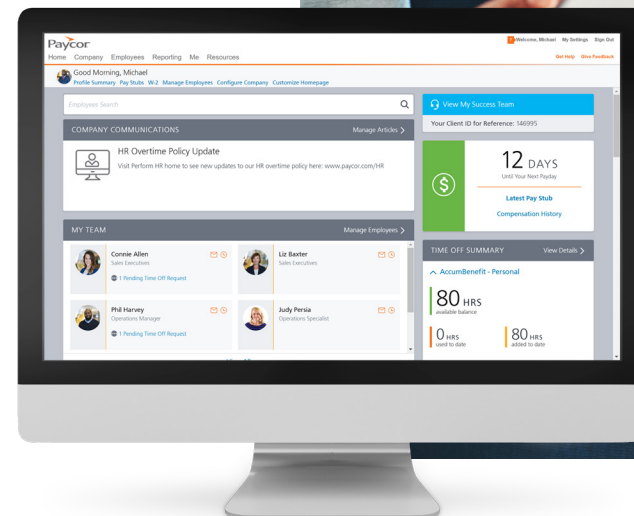 Paycor
Welcome, Michael My Settings Sign Out
Home Company Employees Reporting Me Resources
Get Help Give Feedback
Good Morning, Michael
Profile Summary Pay Stubs W-2 Manage Employees Configure Company Customize Homepage
Employees Search
COMPANY COMMUNICATIONS
Manage Articles
HR Overtime Policy Update
Visit Perform HR home to see new updates to our HR overtime policy here: www.paycor.com/HR
MY TEAM
Manage Employees
Connie Allen
Sales Executives
1 Pending Time Off Request
Liz Baxter
Sales Executives
Phil Harvey
Operations Manager
1 Pending Time Off Request
Judy Persia
Operations Specialist
View My Success Team
Your Client ID for Reference: 146995
12 DAYS
Until Your Next Payday
Latest Pay Stub
Compensation History
TIME OFF SUMMARY
View Details
AccumBenefit - Personal
80 HRS
available balance
0 HRS
used to date
80 HRS
added to date